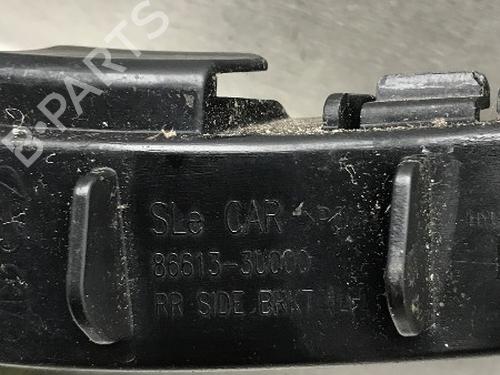 B-PARTS
SLe CAR >P
86613-3U000
RR SIDE BRKT